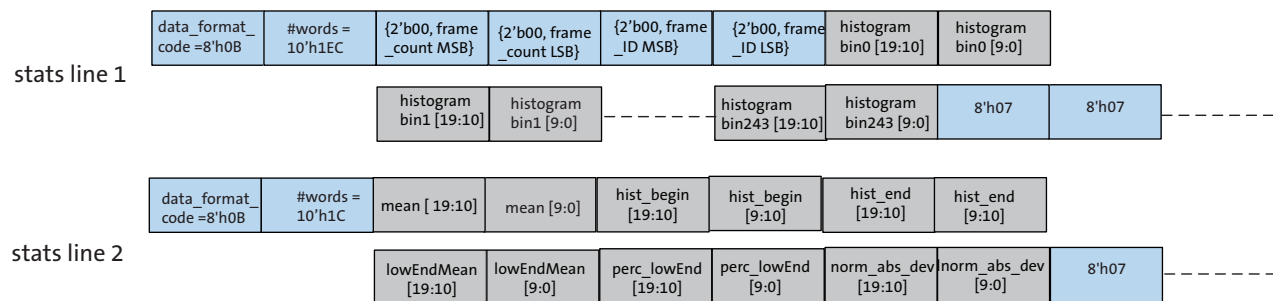 data_format_
code =8'h0B
#words =
10'h1EC
{2'b00, frame
_count MSB}
{2'b00, frame
_count LSB}
{2'b00, frame
_ID MSB}
{2'b00, frame
_ID LSB}
histogram
bin0 [19:10]
histogram
bin0 [9:0]
stats line 1
histogram
bin1 [19:10]
histogram
bin1 [9:0]
histogram
bin243 [19:10]
histogram
bin243 [9:0]
8'h07
8'h07
data_format_
code =8'h0B
#words =
10'h1C
mean [ 19:10]
mean [9:0]
hist_begin
[19:10]
hist_begin
[9:10]
hist_end
[19:10]
hist_end
[9:10]
stats line 2
lowEndMean
[19:10]
lowEndMean
[9:0]
perc_lowEnd
[19:10]
perc_lowEnd
[9:0]
norm_abs_dev
[19:10]
lnorm_abs_dev
[9:0]
8'h07